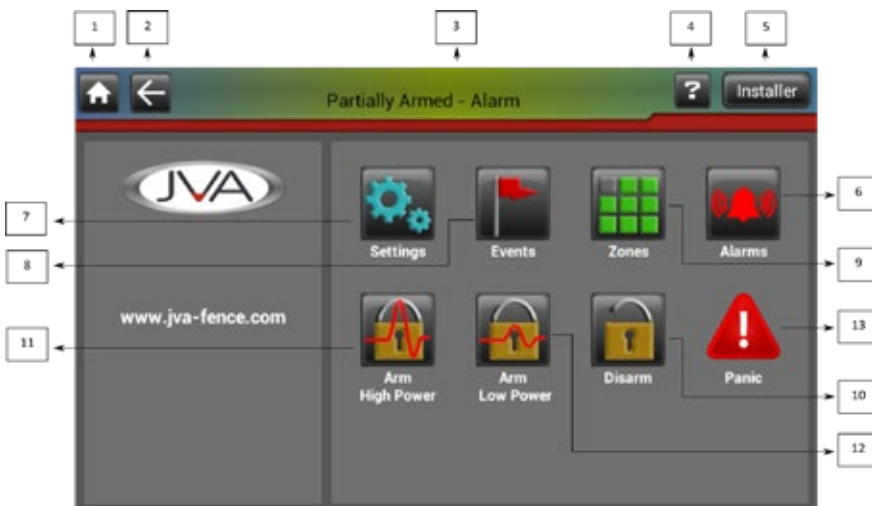 1
2
3
4
5
Partially Armed - Alarm
?
Installer
JVA
6
7
Settings
Events
Zones
Alarms
8
9
www.jva-fence.com
11
13
Arm
High Power
Arm
Low Power
Disarm
!
Panic
10
12